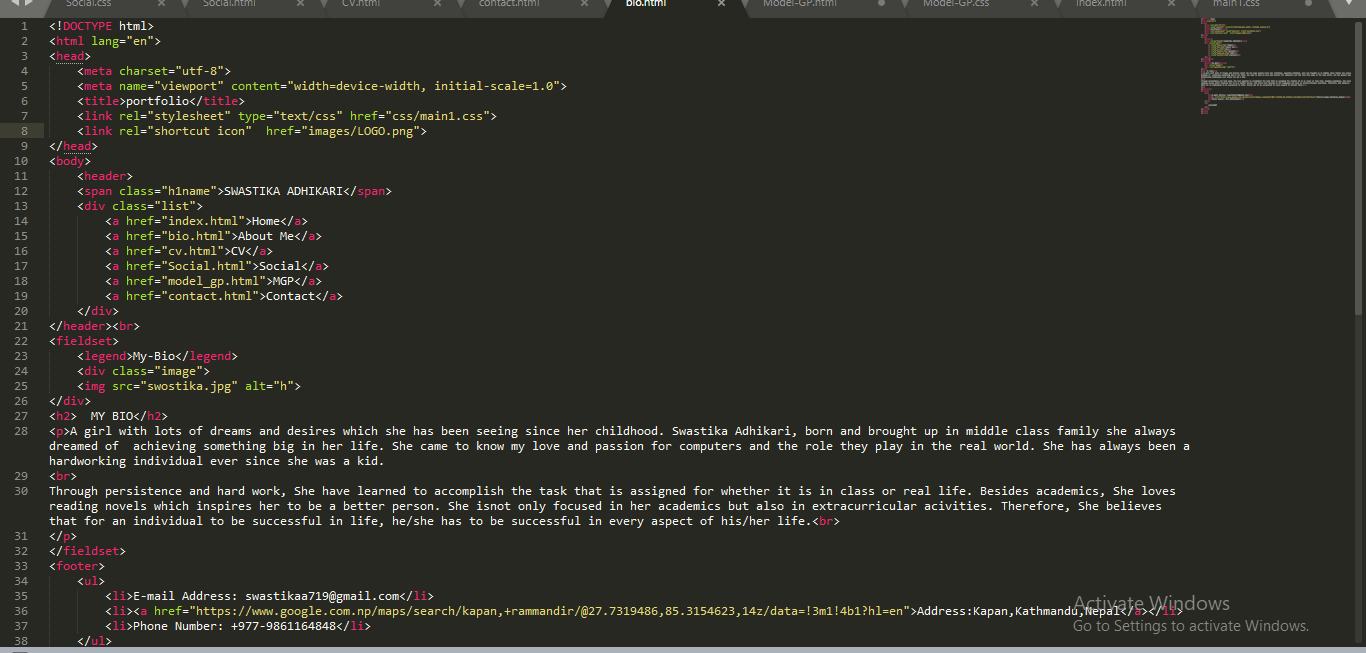 Social.css Social.html CV.html contact.html bio.html Model-GP.html Model-GP.css index.html main1.css
1 <!DOCTYPE html>
2 <html lang="en">
3 <head>
4 <meta charset="utf-8">
5 <meta name="viewport" content="width=device-width, initial-scale=1.0">
6 <title>portfolio</title>
7 <link rel="stylesheet" type="text/css" href="css/main1.css">
8 <link rel="shortcut icon"  href="images/LOGO.png">
9 </head>
10 <body>
11 <header>
12 <span class="h1name">SWASTIKA ADHIKARI</span>
13 <div class="list">
14 <a href="index.html">Home</a>
15 <a href="bio.html">About Me</a>
16 <a href="cv.html">CV</a>
17 <a href="Social.html">Social</a>
18 <a href="model_gp.html">MGP</a>
19 <a href="contact.html">Contact</a>
20 </div>
21 </header><br>
22 <fieldset>
23 <legend>My-Bio</legend>
24 <div class="image">
25 <img src="swostika.jpg" alt="h">
26 </div>
27 <h2>  MY BIO</h2>
28 <p>A girl with lots of dreams and desires which she has been seeing since her childhood. Swastika Adhikari, born and brought up in middle class family she always
dreamed of  achieving something big in her life. She came to know my love and passion for computers and the role they play in the real world. She has always been a
hardworking individual ever since she was a kid.
29 <br>
30 Through persistence and hard work, She have learned to accomplish the task that is assigned for whether it is in class or real life. Besides academics, She loves
reading novels which inspires her to be a better person. She isnot only focused in her academics but also in extracurricular acivities. Therefore, She believes
that for an individual to be successful in life, he/she has to be successful in every aspect of his/her life.<br>
31 </p>
32 </fieldset>
33 <footer>
34 <ul>
35 <li>E-mail Address: swastikaa719@gmail.com</li>
36 <li><a href="https://www.google.com.np/maps/search/kapan,+rammandir/@27.7319486,85.3154623,14z/data=!3m1!4b1?hl=en">Address:Kapan,Kathmandu,Nepal</a></li>
37 <li>Phone Number: +977-9861164848</li>
38 </ul>
Activate Windows
Go to Settings to activate Windows.